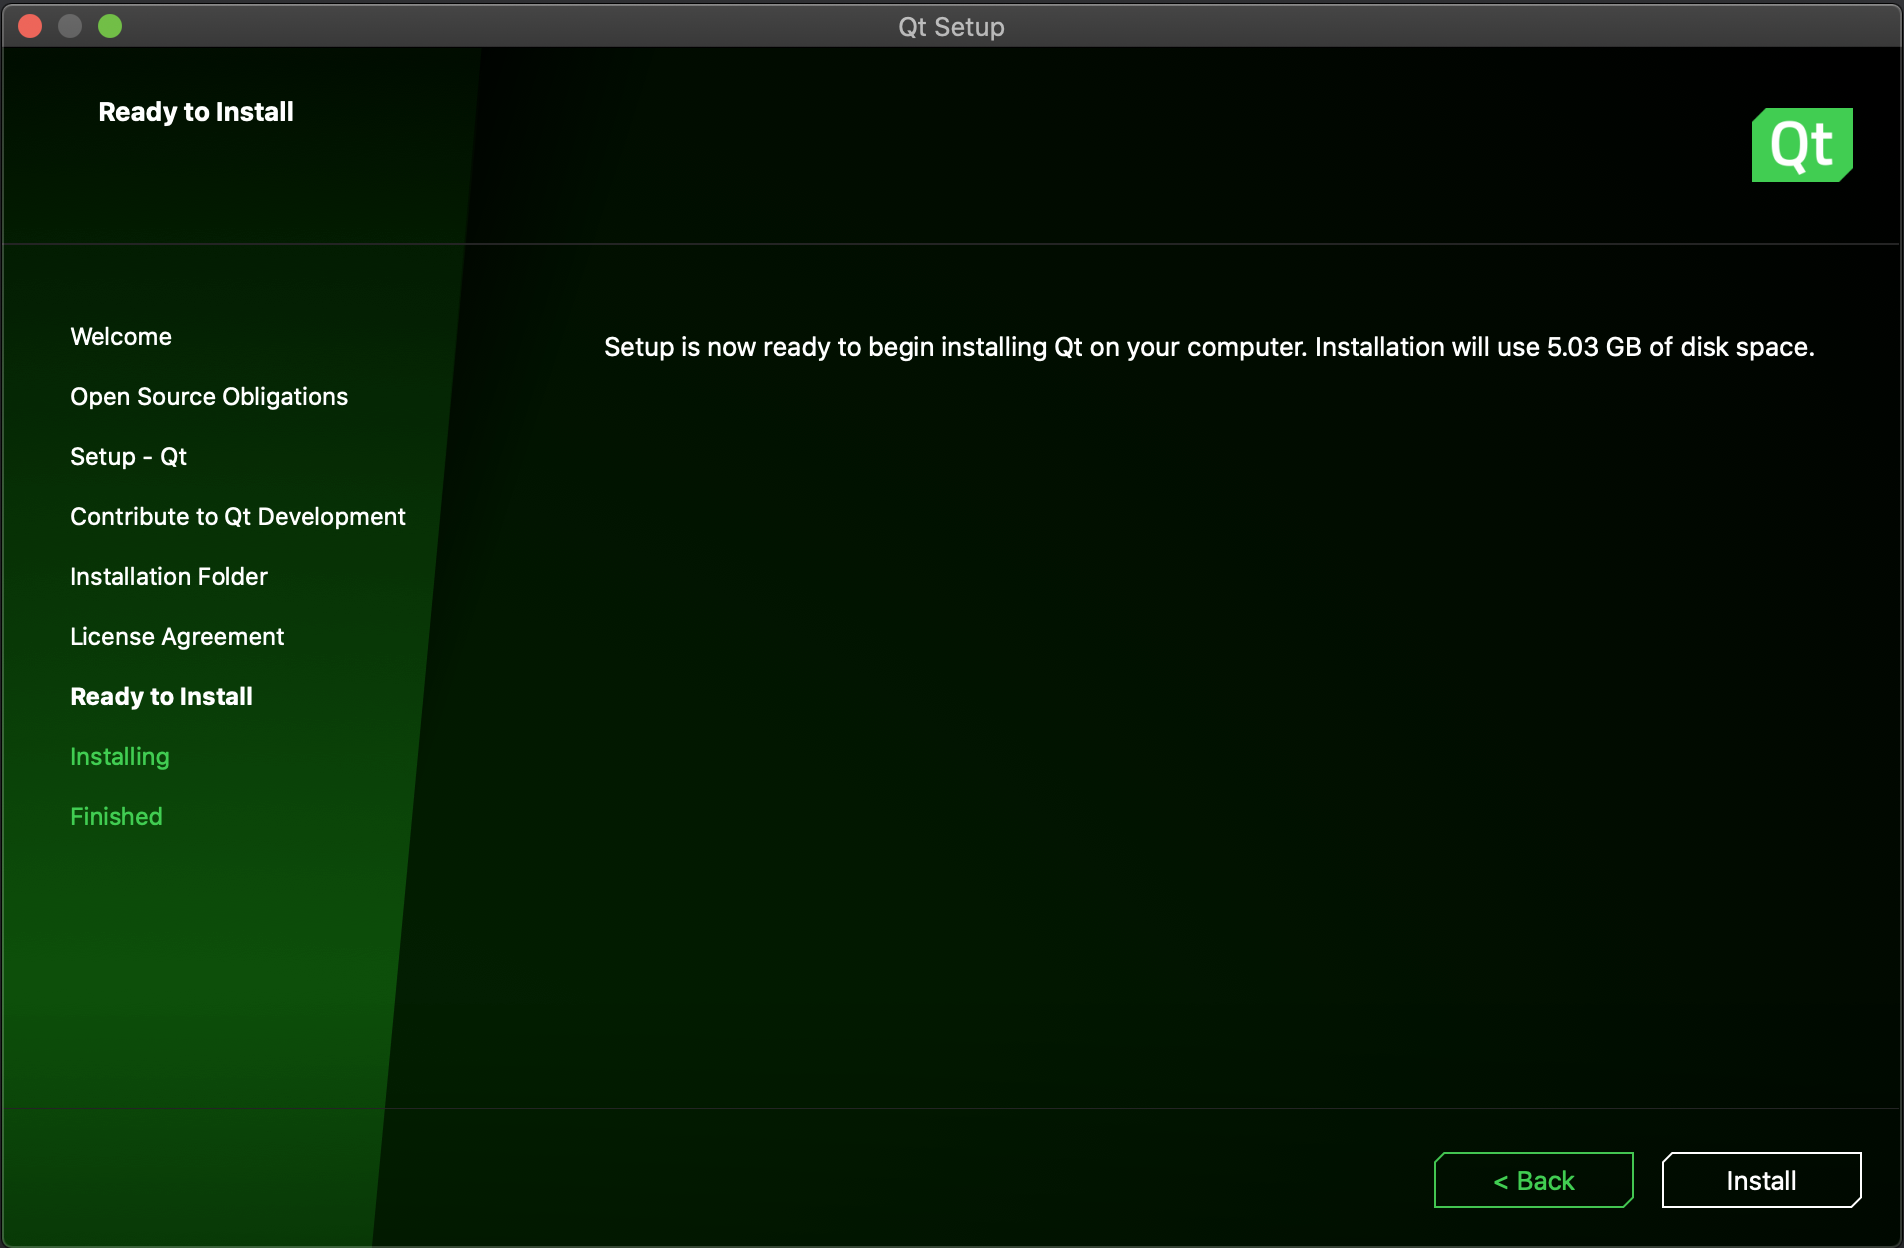 Qt Setup
Ready to Install
Qt
Welcome
Open Source Obligations
Setup - Qt
Contribute to Qt Development
Installation Folder
License Agreement
Ready to Install
Installing
Finished
Setup is now ready to begin installing Qt on your computer. Installation will use 5.03 GB of disk space.
< Back
Install